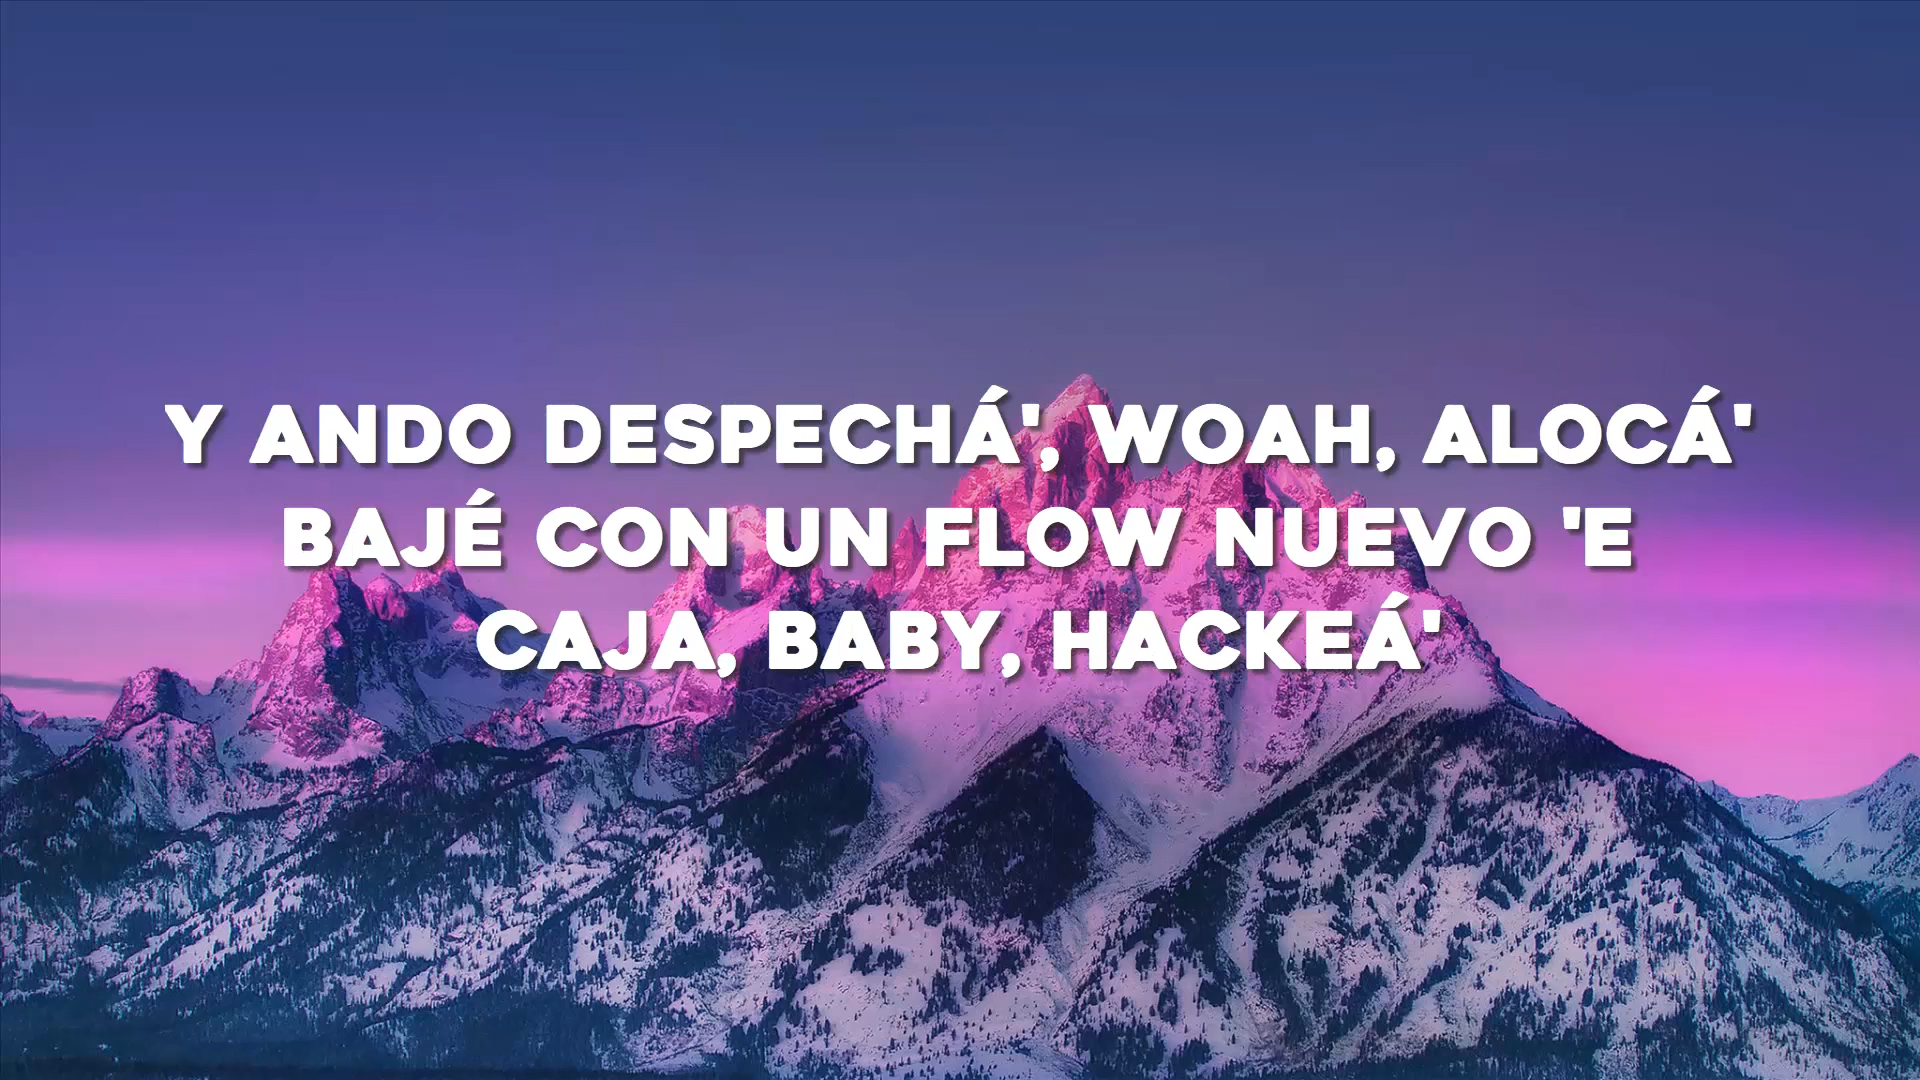 Y ANDO DESPECHÁ', WOAH, ALOCÁ'
BAJÉ CON UN FLOW NUEVO 'E
CAJA, BABY, HACKEÁ'